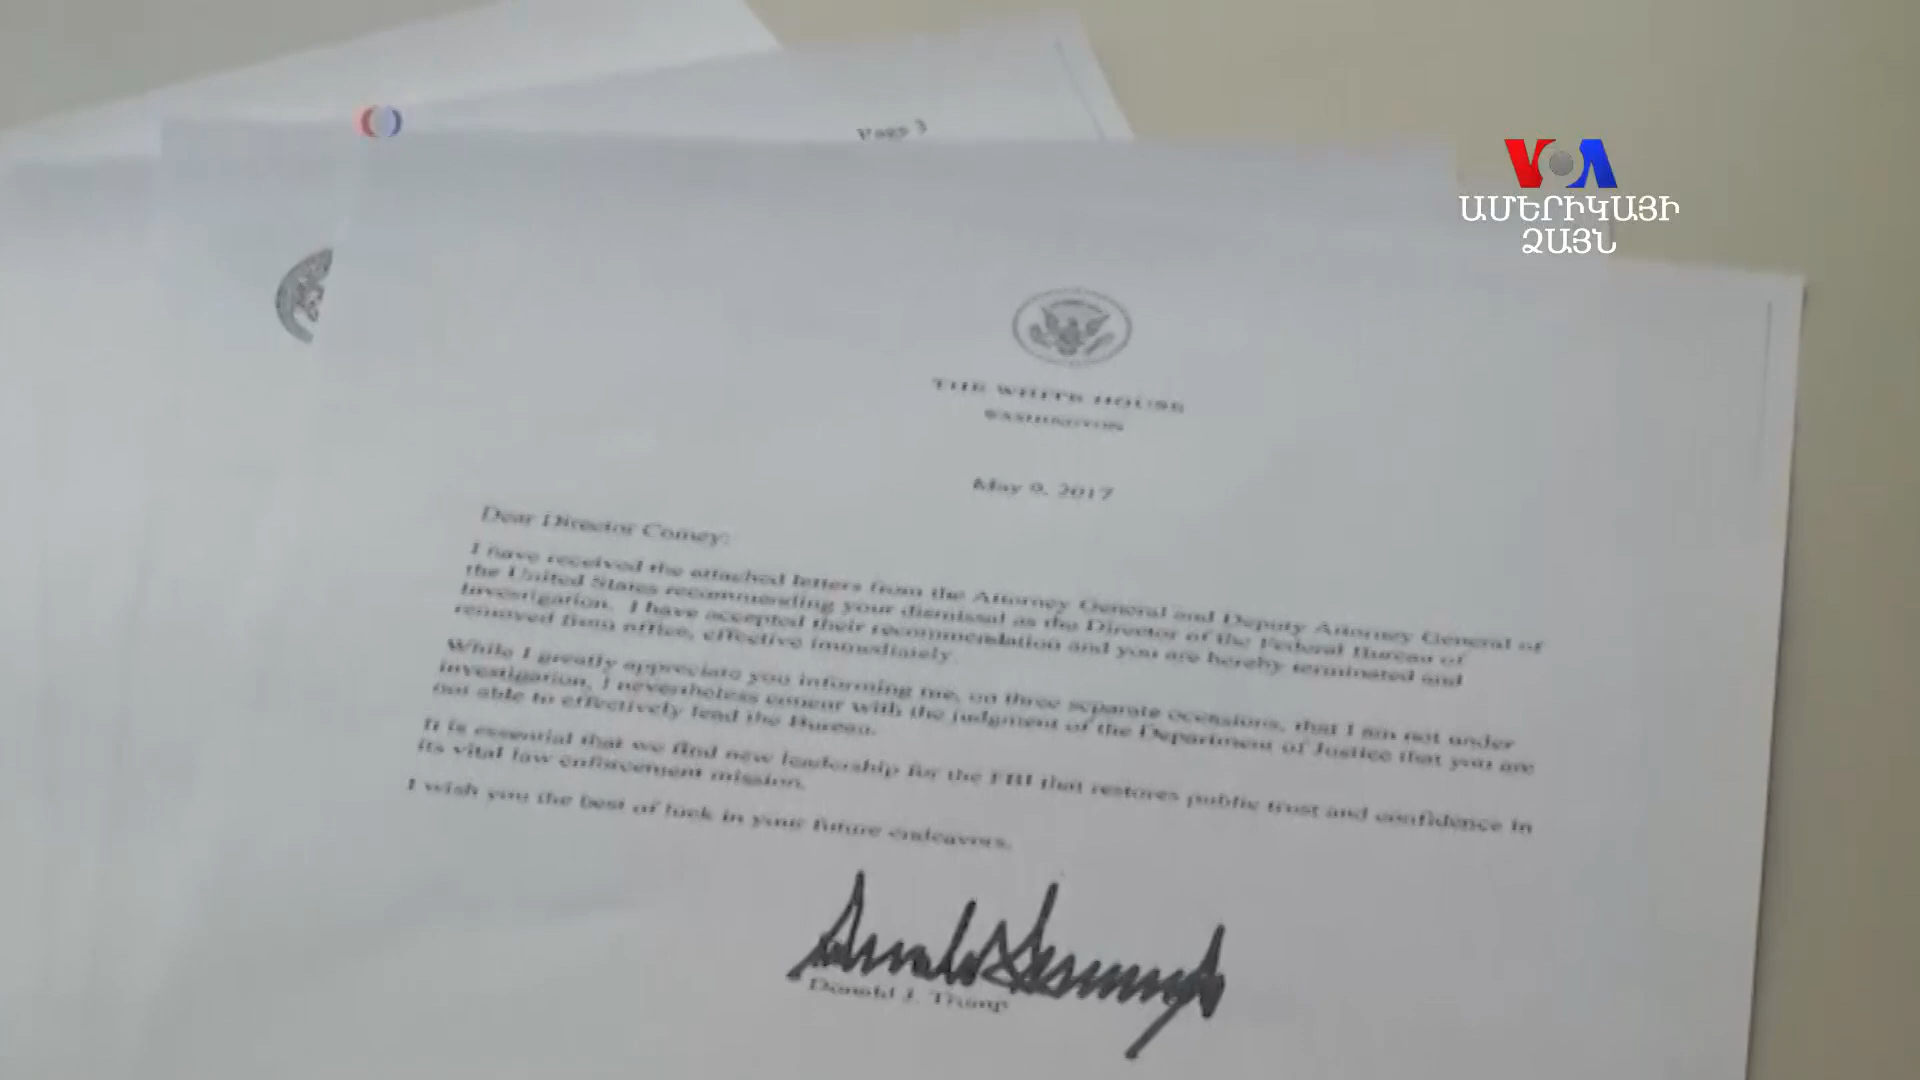 Page 3
VOA
ԱՄԵՐԻԿԱՅԻ
ՁԱՅՆ
THE WHITE HOUSE
WASHINGTON
May 9, 2017
Dear Director Comey:
I have received the attached letters from the Attorney General and Deputy Attorney General of
the United States recommending your dismissal as the Director of the Federal Bureau of
Investigation. I have accepted their recommendation and you are hereby terminated and
removed from office, effective immediately.
While I greatly appreciate you informing me, on three separate occasions, that I am not under
investigation, I nevertheless concur with the judgment of the Department of Justice that you are
not able to effectively lead the Bureau.
It is essential that we find new leadership for the FBI that restores public trust and confidence in
its vital law enforcement mission.
I wish you the best of luck in your future endeavors.
Donald J. Trump